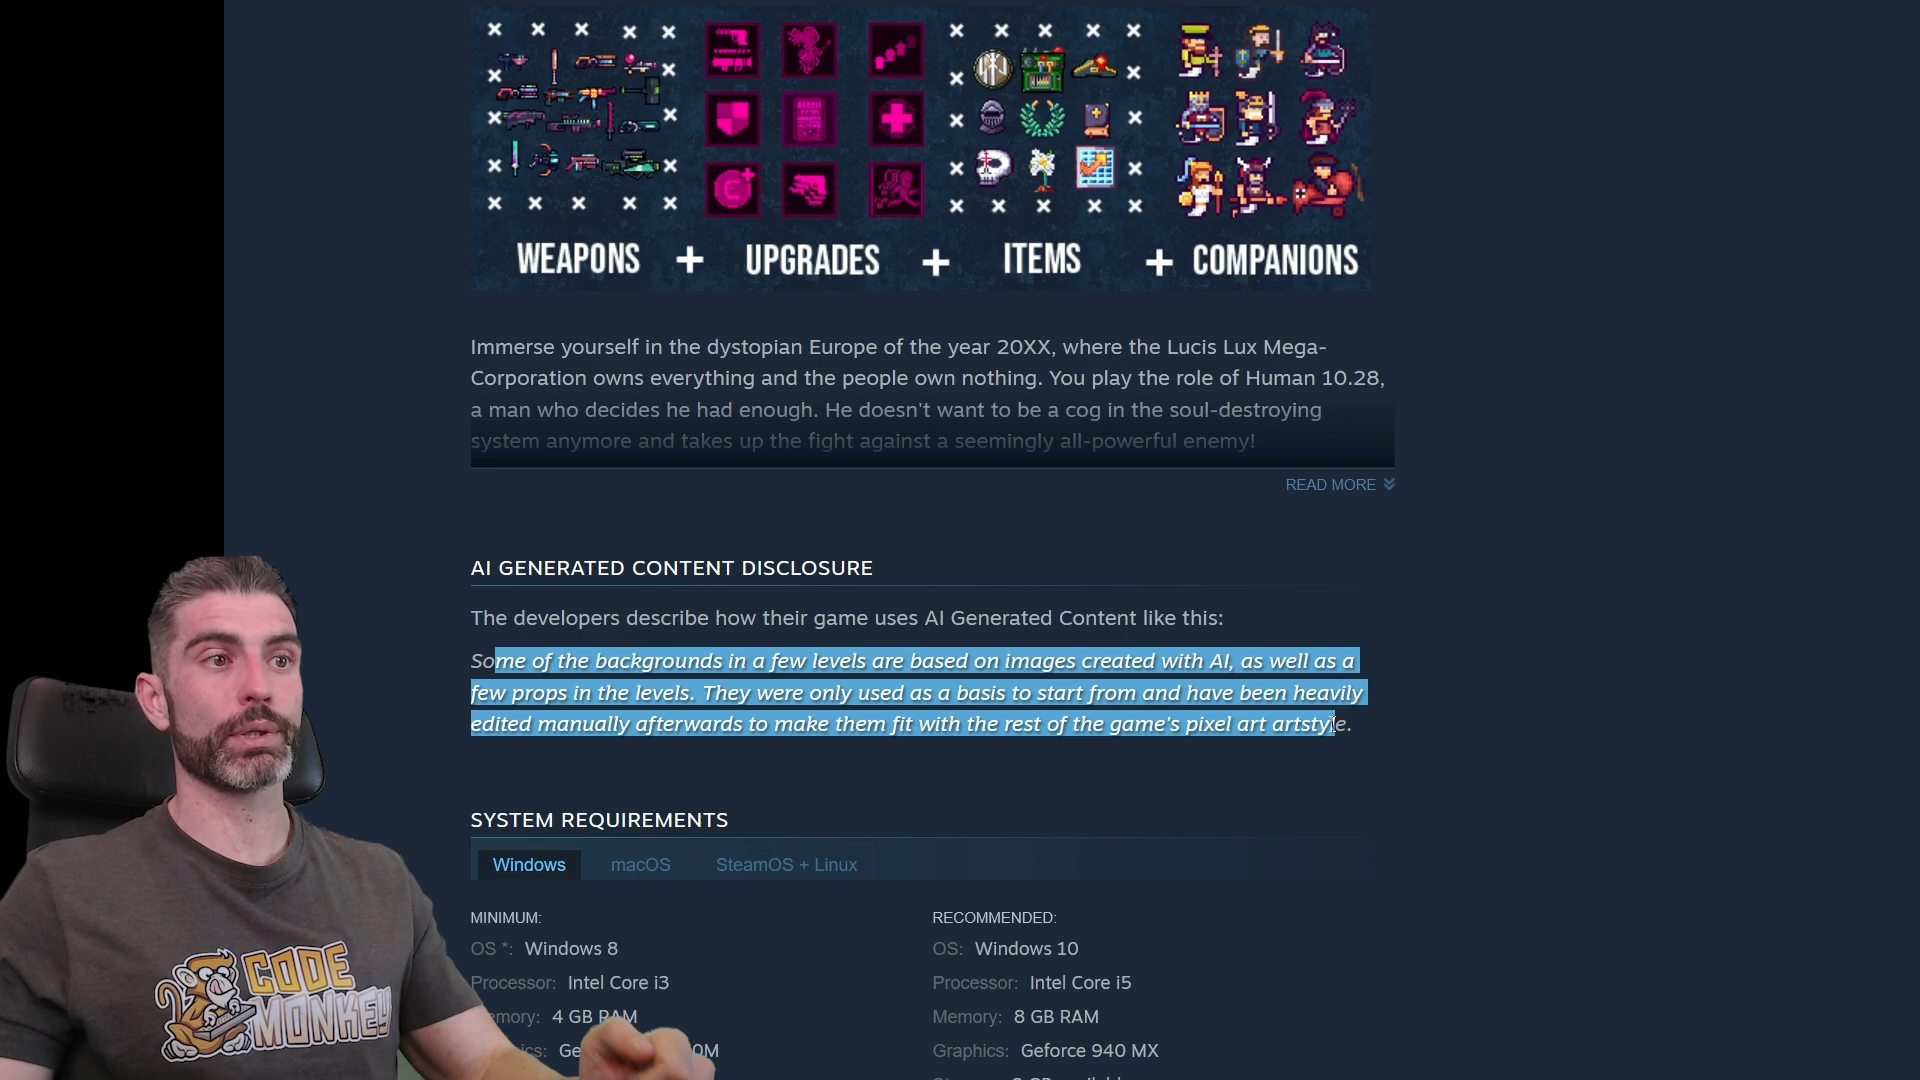 WEAPONS + UPGRADES + ITEMS + COMPANIONS
Immerse yourself in the dystopian Europe of the year 20XX, where the Lucis Lux Mega-
Corporation owns everything and the people own nothing. You play the role of Human 10.28,
a man who decides he had enough. He doesn't want to be a cog in the soul-destroying
system anymore and takes up the fight against a seemingly all-powerful enemy!
READ MORE
AI GENERATED CONTENT DISCLOSURE
The developers describe how their game uses AI Generated Content like this:
Some of the backgrounds in a few levels are based on images created with AI, as well as a
few props in the levels. They were only used as a basis to start from and have been heavily
edited manually afterwards to make them fit with the rest of the game's pixel art artstyle.
SYSTEM REQUIREMENTS
Windows macOS SteamOS + Linux
MINIMUM:
OS *: Windows 8
Processor: Intel Core i3
emory: 4 GB RAM
ics: Ge 0M
RECOMMENDED:
OS: Windows 10
Processor: Intel Core i5
Memory: 8 GB RAM
Graphics: Geforce 940 MX
CODE
MONKEY